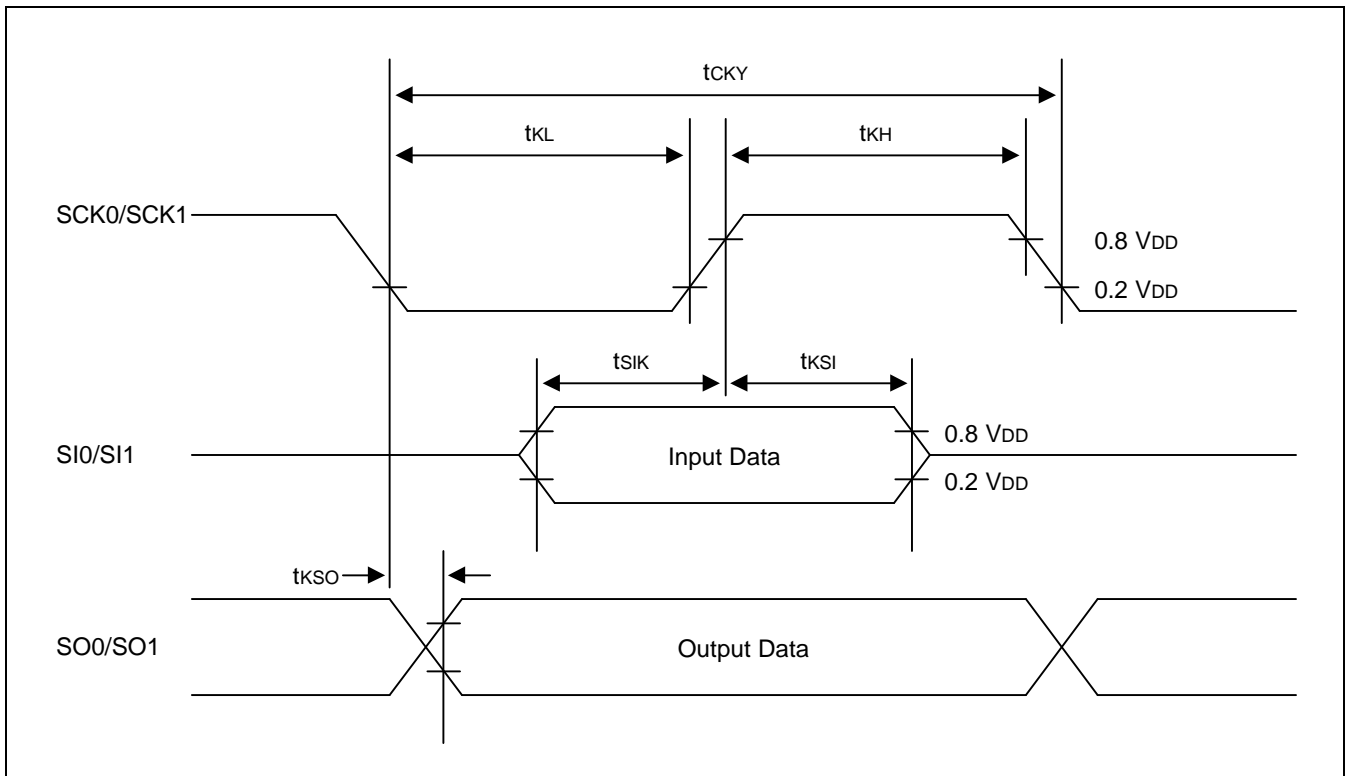 tCKY
tKL
tKH
SCK0/SCK1
0.8 VDD
0.2 VDD
tSIK
tKSI
SI0/SI1
Input Data
0.8 VDD
0.2 VDD
tKSO
SO0/SO1
Output Data